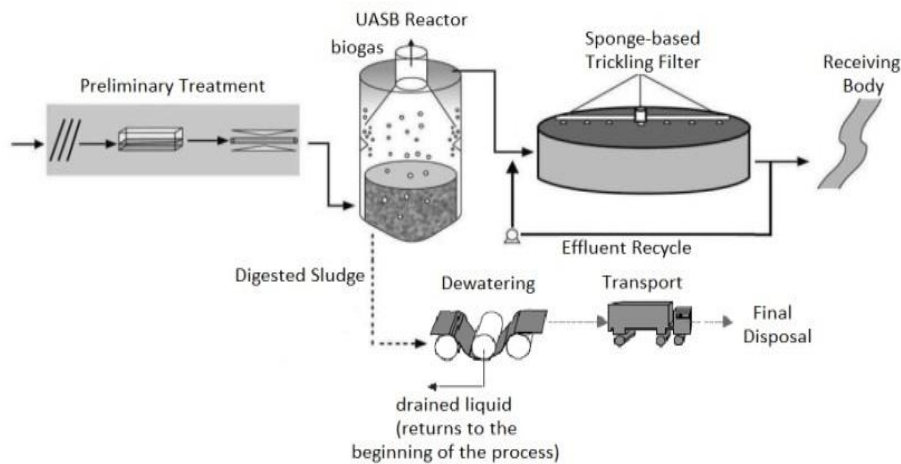 UASB Reactor
biogas
Sponge-based
Trickling Filter
Receiving
Body
Preliminary Treatment
Effluent Recycle
Digested Sludge
Dewatering
Transport
Final
Disposal
drained liquid
(returns to the
beginning of the process)